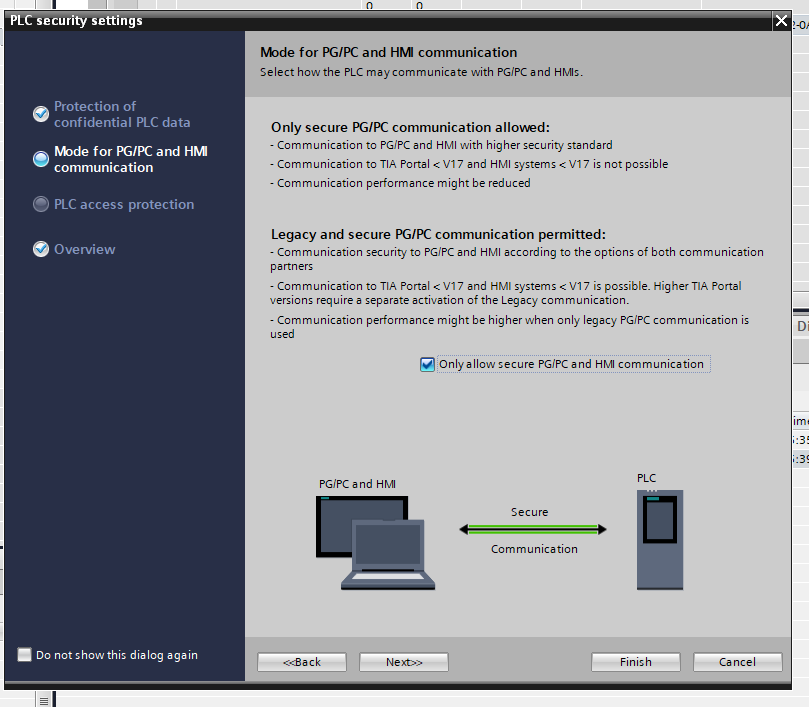 0 0
PLC security settings
Protection of
confidential PLC data
Mode for PG/PC and HMI
communication
PLC access protection
Overview
Do not show this dialog again
Mode for PG/PC and HMI communication
Select how the PLC may communicate with PG/PC and HMIs.
Only secure PG/PC communication allowed:
- Communication to PG/PC and HMI with higher security standard
- Communication to TIA Portal < V17 and HMI systems < V17 is not possible
- Communication performance might be reduced
Legacy and secure PG/PC communication permitted:
- Communication security to PG/PC and HMI according to the options of both communication
partners
- Communication to TIA Portal < V17 and HMI systems < V17 is possible. Higher TIA Portal
versions require a separate activation of the Legacy communication.
- Communication performance might be higher when only legacy PG/PC communication is
used
Only allow secure PG/PC and HMI communication
PG/PC and HMI
PLC
Secure
Communication
<<Back
Next>>
Finish
Cancel